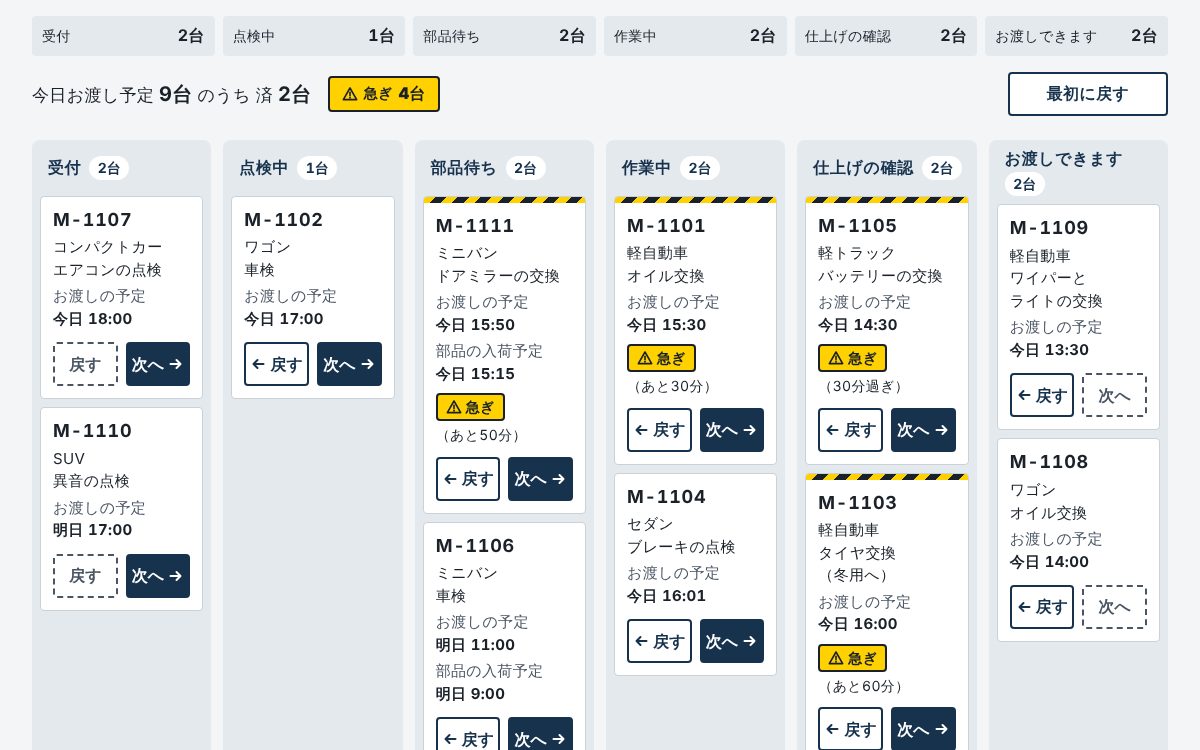 受付 2台
点検中 1台
部品待ち 2台
作業中 2台
仕上げの確認 2台
お渡しできます 2台
今日お渡し予定 9台 のうち 済 2台
急ぎ 4台
最初に戻す
受付 2台
M-1107
コンパクトカー
エアコンの点検
お渡しの予定
今日 18:00
戻す
次へ →
M-1110
SUV
異音の点検
お渡しの予定
明日 17:00
戻す
次へ →
点検中 1台
M-1102
ワゴン
車検
お渡しの予定
今日 17:00
← 戻す
次へ →
部品待ち 2台
M-1111
ミニバン
ドアミラーの交換
お渡しの予定
今日 15:50
部品の入荷予定
今日 15:15
急ぎ
（あと50分）
← 戻す
次へ →
M-1106
ミニバン
車検
お渡しの予定
明日 11:00
部品の入荷予定
明日 9:00
← 戻す
次へ →
作業中 2台
M-1101
軽自動車
オイル交換
お渡しの予定
今日 15:30
急ぎ
（あと30分）
← 戻す
次へ →
M-1104
セダン
ブレーキの点検
お渡しの予定
今日 16:01
← 戻す
次へ →
仕上げの確認 2台
M-1105
軽トラック
バッテリーの交換
お渡しの予定
今日 14:30
急ぎ
（30分過ぎ）
← 戻す
次へ →
M-1103
軽自動車
タイヤ交換
（冬用へ）
お渡しの予定
今日 16:00
急ぎ
（あと60分）
← 戻す
次へ →
お渡しできます
2台
M-1109
軽自動車
ワイパーと
ライトの交換
お渡しの予定
今日 13:30
← 戻す
次へ
M-1108
ワゴン
オイル交換
お渡しの予定
今日 14:00
← 戻す
次へ